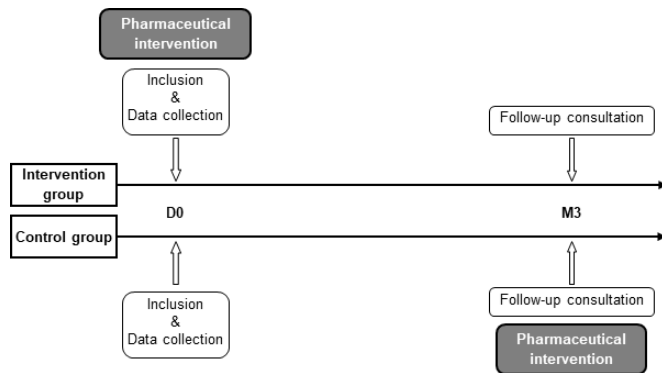 Pharmaceutical
intervention
Inclusion
&
Data collection
Follow-up consultation
Intervention
group
D0
M3
Control group
Inclusion
&
Data collection
Follow-up consultation
Pharmaceutical
intervention